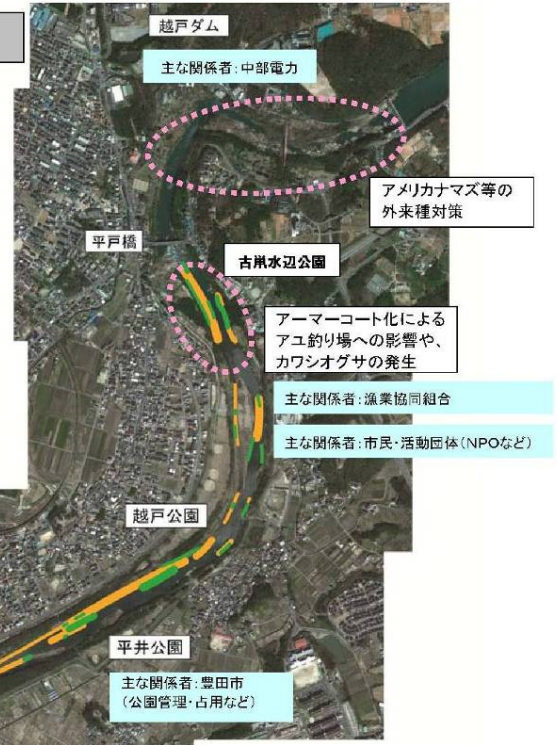 越戸ダム
主な関係者:中部電力
アメリカナマズ等の
外来種対策
平戸橋
古鼡水辺公園
アーマーコート化による
アユ釣り場への影響や、
カワシオグサの発生
主な関係者:漁業協同組合
主な関係者:市民・活動団体(NPOなど)
越戸公園
平井公園
主な関係者:豊田市
(公園管理・占用など)